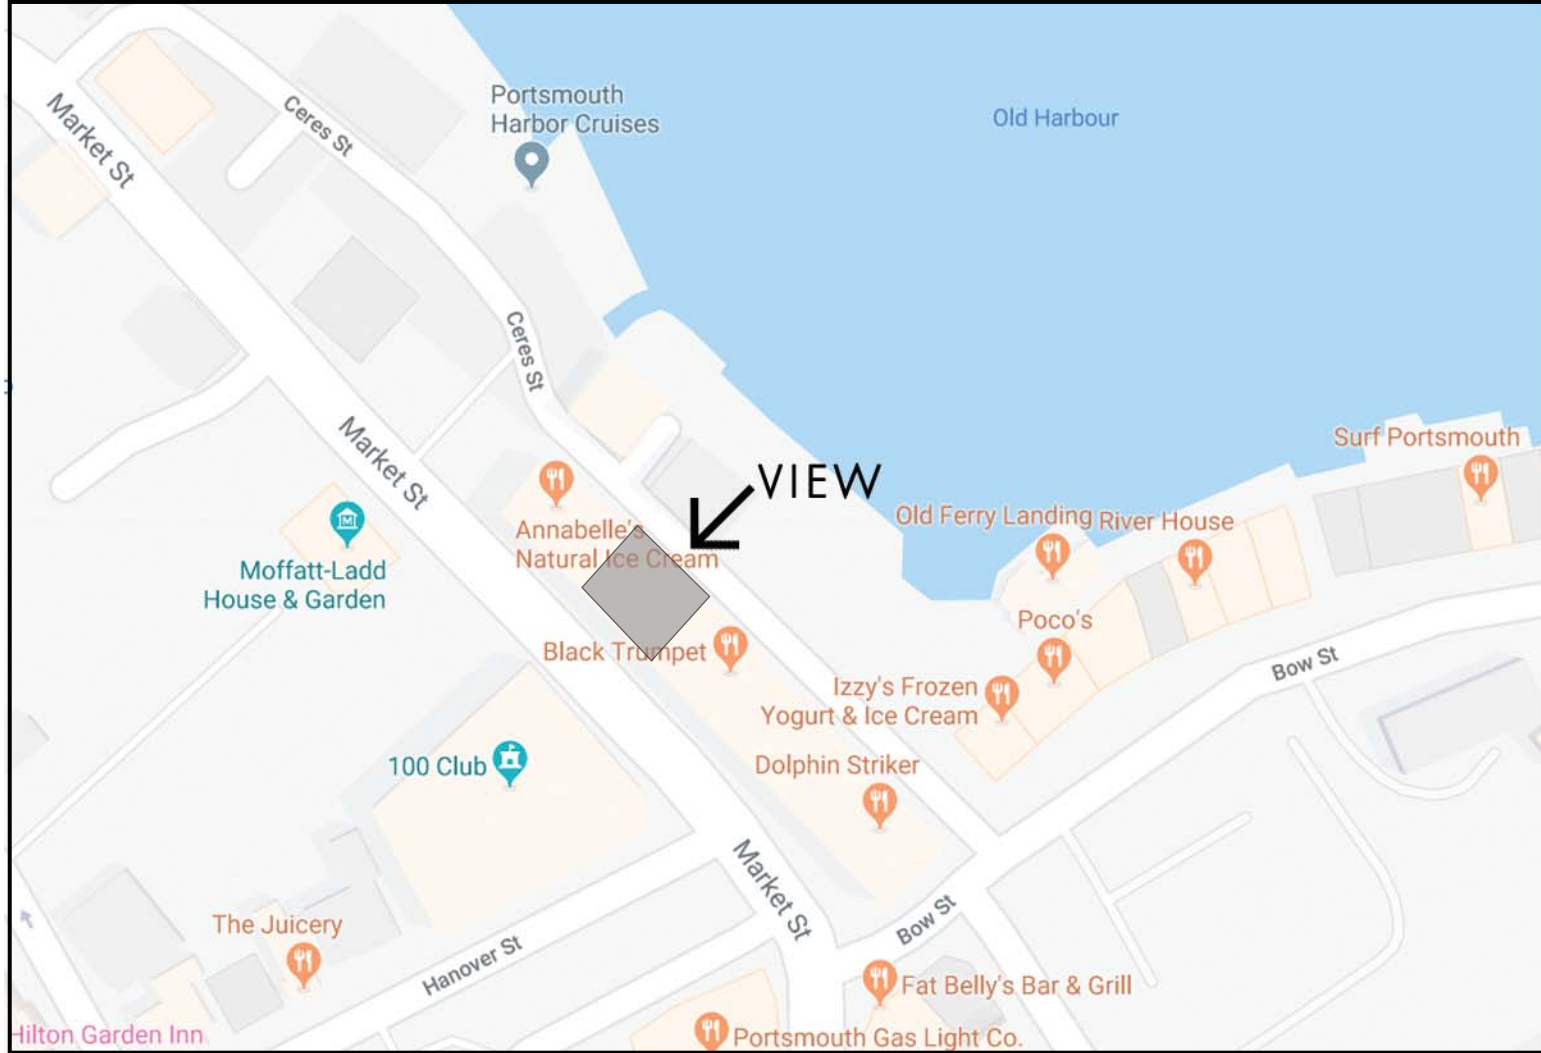 Portsmouth
Harbor Cruises
Old Harbour
Market St
Ceres St
Ceres St
Market St
VIEW
Surf Portsmouth
Annabelle's
Natural Ice Cream
Old Ferry Landing
River House
Moffatt-Ladd
House & Garden
Poco's
Black Trumpet
Izzy's Frozen
Yogurt & Ice Cream
Bow St
100 Club
Dolphin Striker
Market St
Bow St
The Juicery
Hanover St
Fat Belly's Bar & Grill
Hilton Garden Inn
Portsmouth Gas Light Co.